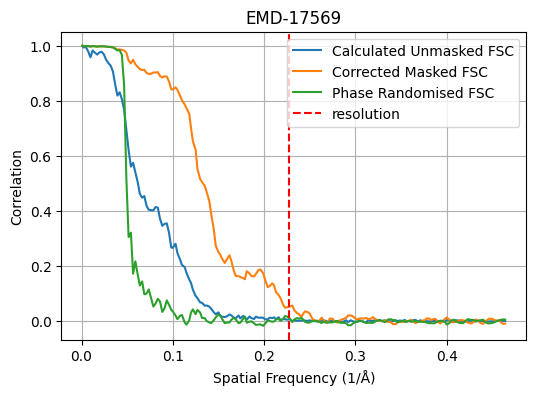 EMD-17569
Calculated Unmasked FSC
Corrected Masked FSC
Phase Randomised FSC
resolution
Correlation
1.0
0.8
0.6
0.4
0.2
0.0
0.0 0.1 0.2 0.3 0.4
Spatial Frequency (1/Å)